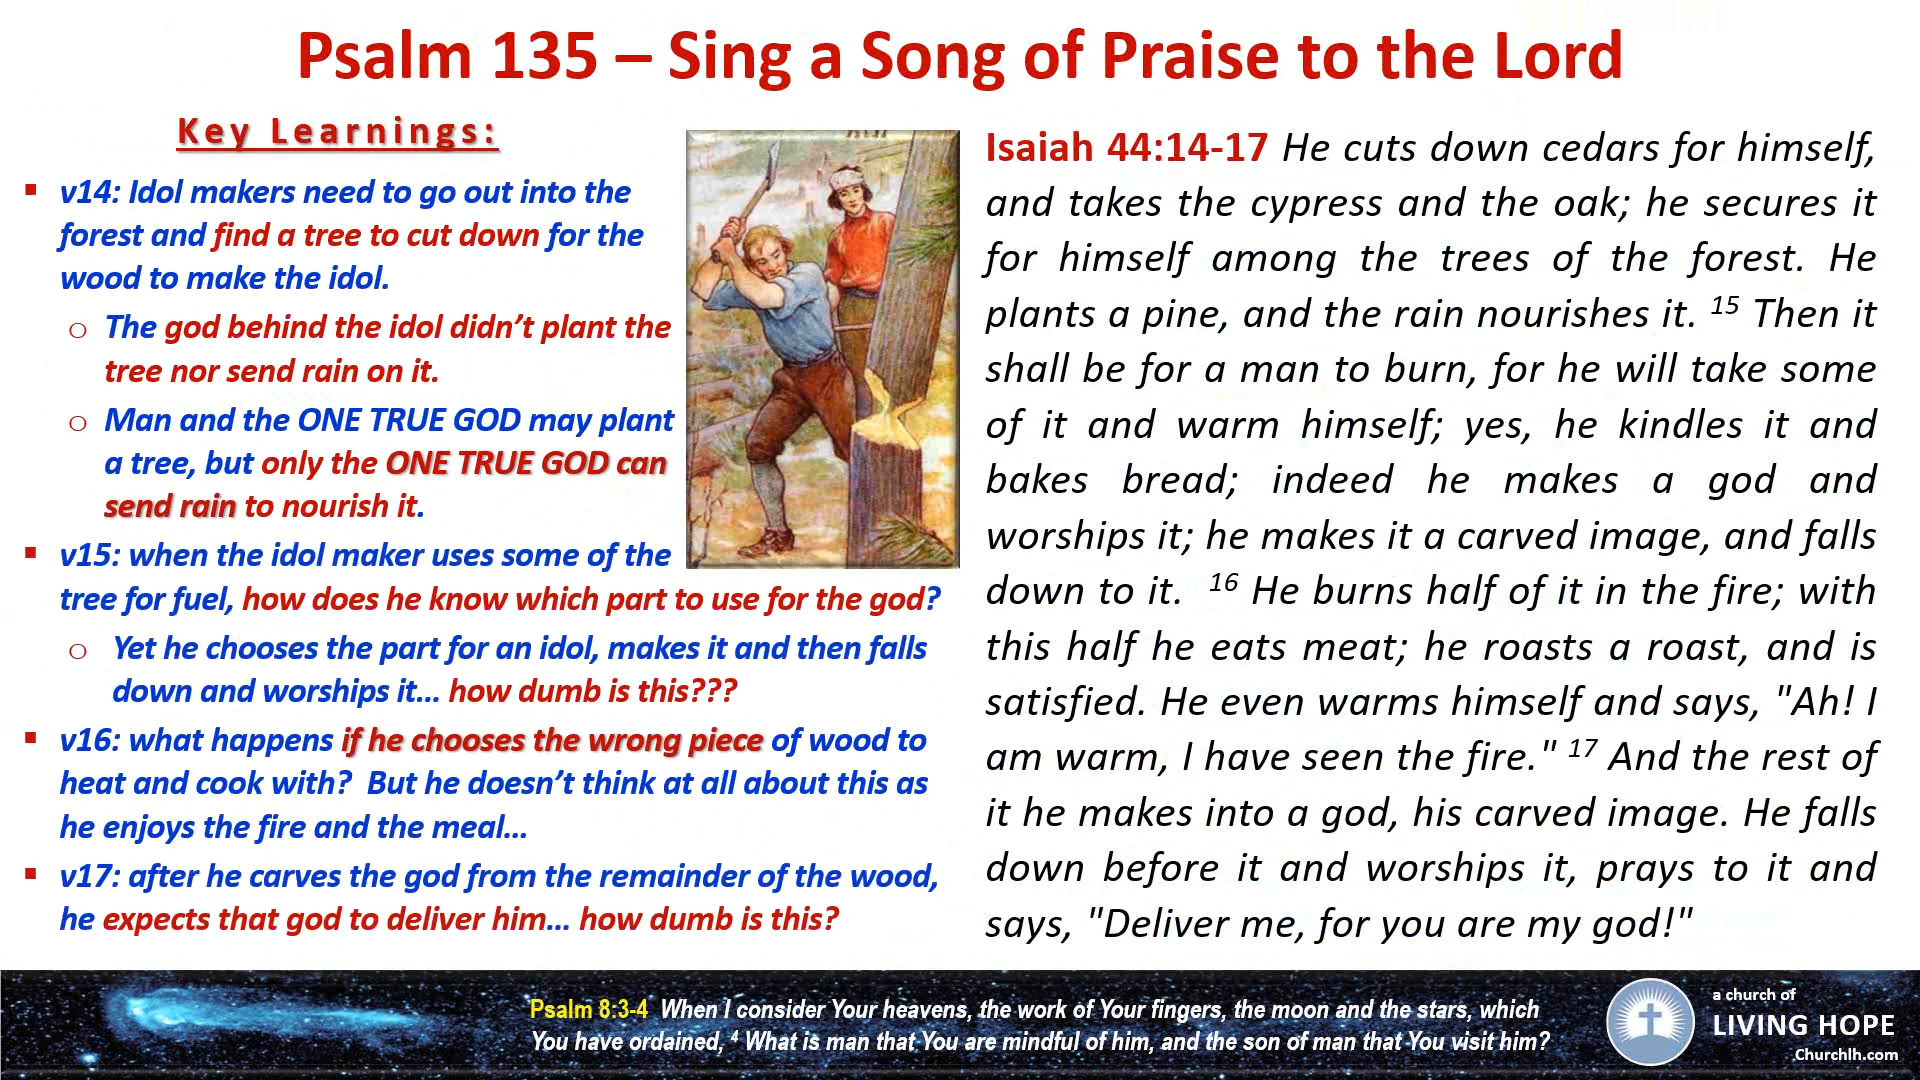 Psalm 135 – Sing a Song of Praise to the Lord
Key Learnings:
▪ v14: Idol makers need to go out into the
forest and find a tree to cut down for the
wood to make the idol.
o The god behind the idol didn’t plant the
tree nor send rain on it.
o Man and the ONE TRUE GOD may plant
a tree, but only the ONE TRUE GOD can
send rain to nourish it.
▪ v15: when the idol maker uses some of the
tree for fuel, how does he know which part to use for the god?
o Yet he chooses the part for an idol, makes it and then falls
down and worships it... how dumb is this???
▪ v16: what happens if he chooses the wrong piece of wood to
heat and cook with? But he doesn’t think at all about this as
he enjoys the fire and the meal...
▪ v17: after he carves the god from the remainder of the wood,
he expects that god to deliver him... how dumb is this?
Isaiah 44:14-17 He cuts down cedars for himself,
and takes the cypress and the oak; he secures it
for himself among the trees of the forest. He
plants a pine, and the rain nourishes it. 15 Then it
shall be for a man to burn, for he will take some
of it and warm himself; yes, he kindles it and
bakes bread; indeed he makes a god and
worships it; he makes it a carved image, and falls
down to it. 16 He burns half of it in the fire; with
this half he eats meat; he roasts a roast, and is
satisfied. He even warms himself and says, "Ah! I
am warm, I have seen the fire." 17 And the rest of
it he makes into a god, his carved image. He falls
down before it and worships it, prays to it and
says, "Deliver me, for you are my god!"
Psalm 8:3-4 When I consider Your heavens, the work of Your fingers, the moon and the stars, which
You have ordained, 4 What is man that You are mindful of him, and the son of man that You visit him?
a church of
LIVING HOPE
Churchlh.com